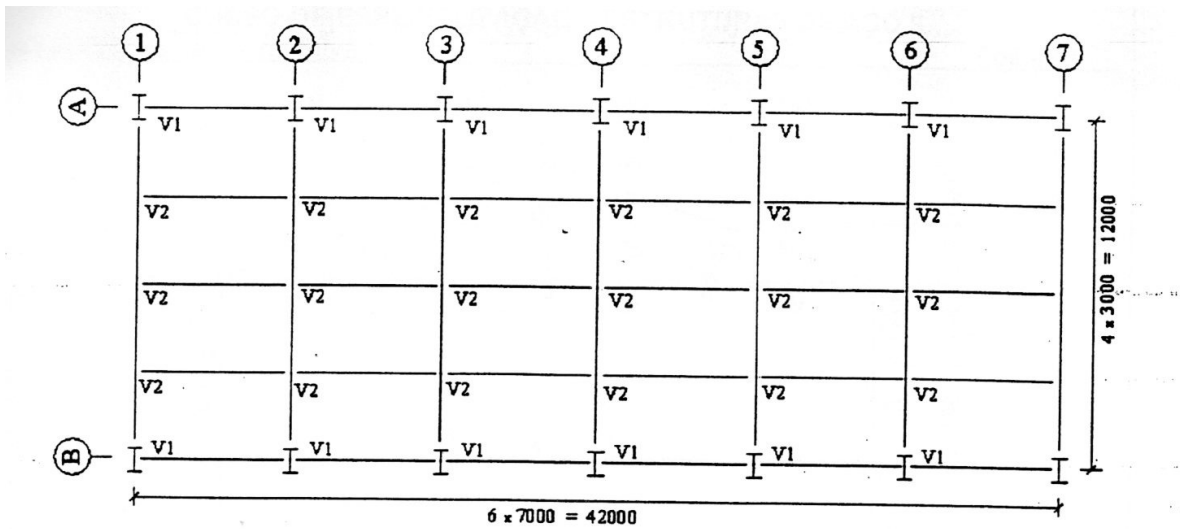 1 2 3 4 5 6 7
A
V1 V1 V1 V1 V1 V1
V2 V2 V2 V2 V2 V2
V2 V2 V2 V2 V2 V2
V2 V2 V2 V2 V2 V2
4 x 3000 = 12000
B
V1 V1 V1 V1 V1 V1
6 x 7000 = 42000